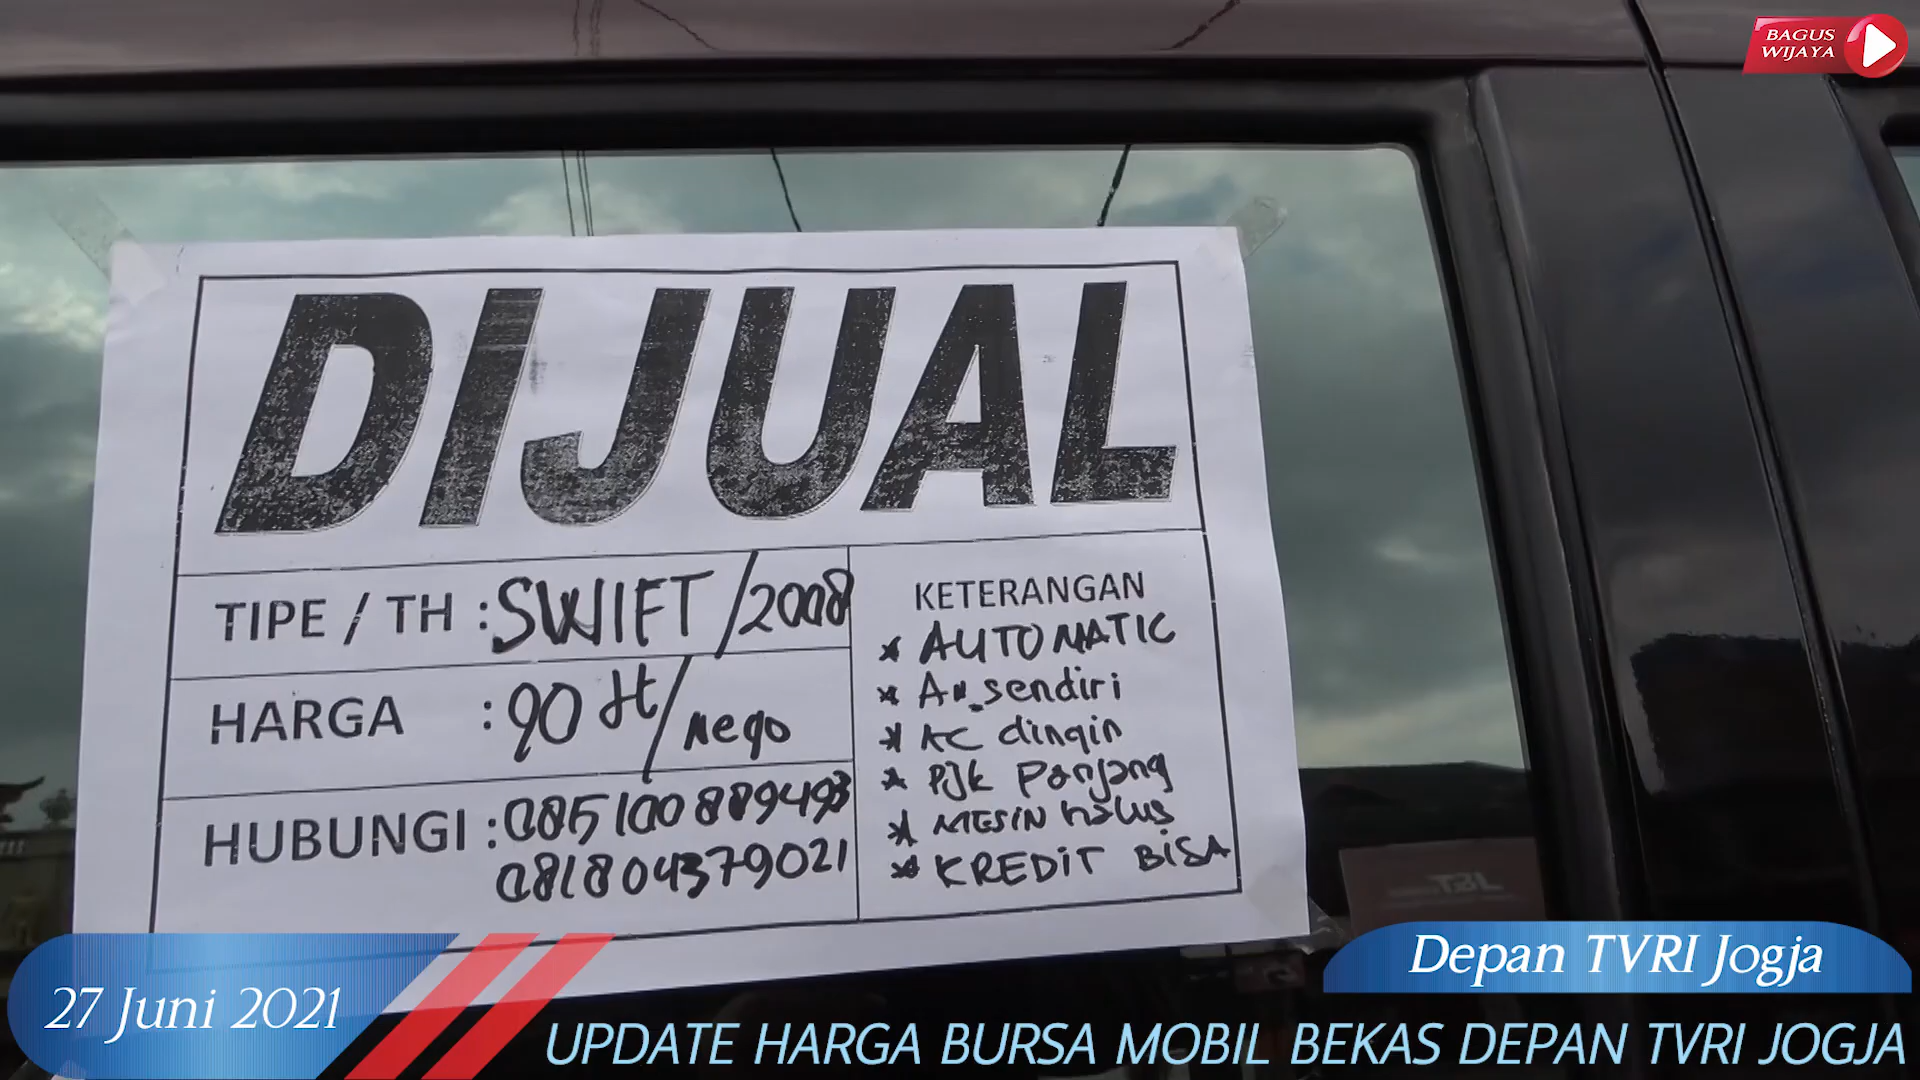 BAGUS
WIJAYA
DIJUAL
TIPE / TH : SWIFT / 2008
HARGA : 90 Jt / nego
HUBUNGI : 085100889493
081804379021
KETERANGAN
* AUTOMATIC
* An. sendiri
* AC dingin
* PJk panjang
* MESIN halus
* KREDIT BISA
TBL
Depan TVRI Jogja
27 Juni 2021
UPDATE HARGA BURSA MOBIL BEKAS DEPAN TVRI JOGJA